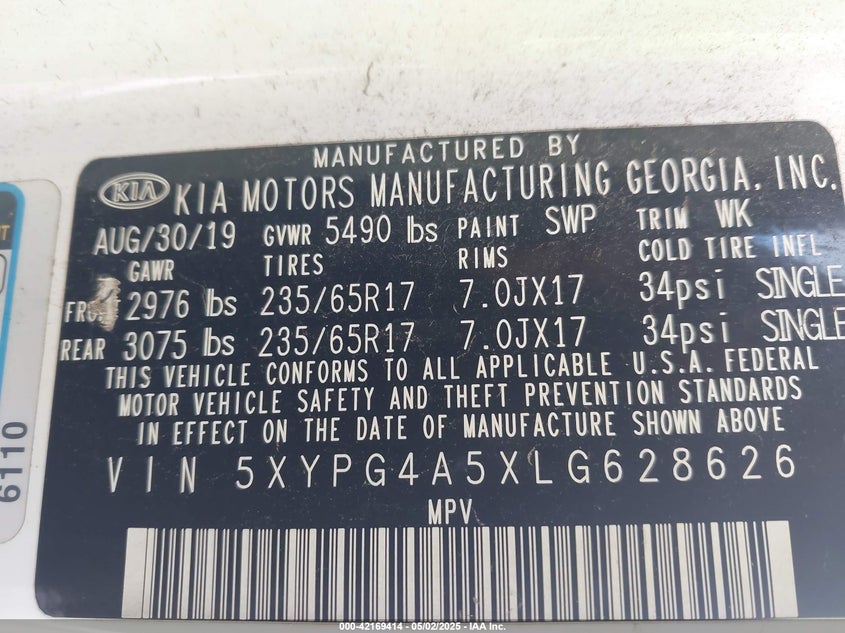 MANUFACTURED BY
KIA KIA MOTORS MANUFACTURING GEORGIA, INC.
AUG/30/19 GVWR 5490 lbs PAINT SWP TRIM WK
GAWR TIRES RIMS COLD TIRE INFL
FRONT 2976 lbs 235/65R17 7.0JX17 34psi SINGLE
REAR 3075 lbs 235/65R17 7.0JX17 34psi SINGLE
THIS VEHICLE CONFORMS TO ALL APPLICABLE U.S.A. FEDERAL
MOTOR VEHICLE SAFETY AND THEFT PREVENTION STANDARDS
IN EFFECT ON THE DATE OF MANUFACTURE SHOWN ABOVE
VIN 5XYPG4A5XLG628626
MPV
6110
000-42169414 - 05/02/2025 - IAA Inc.